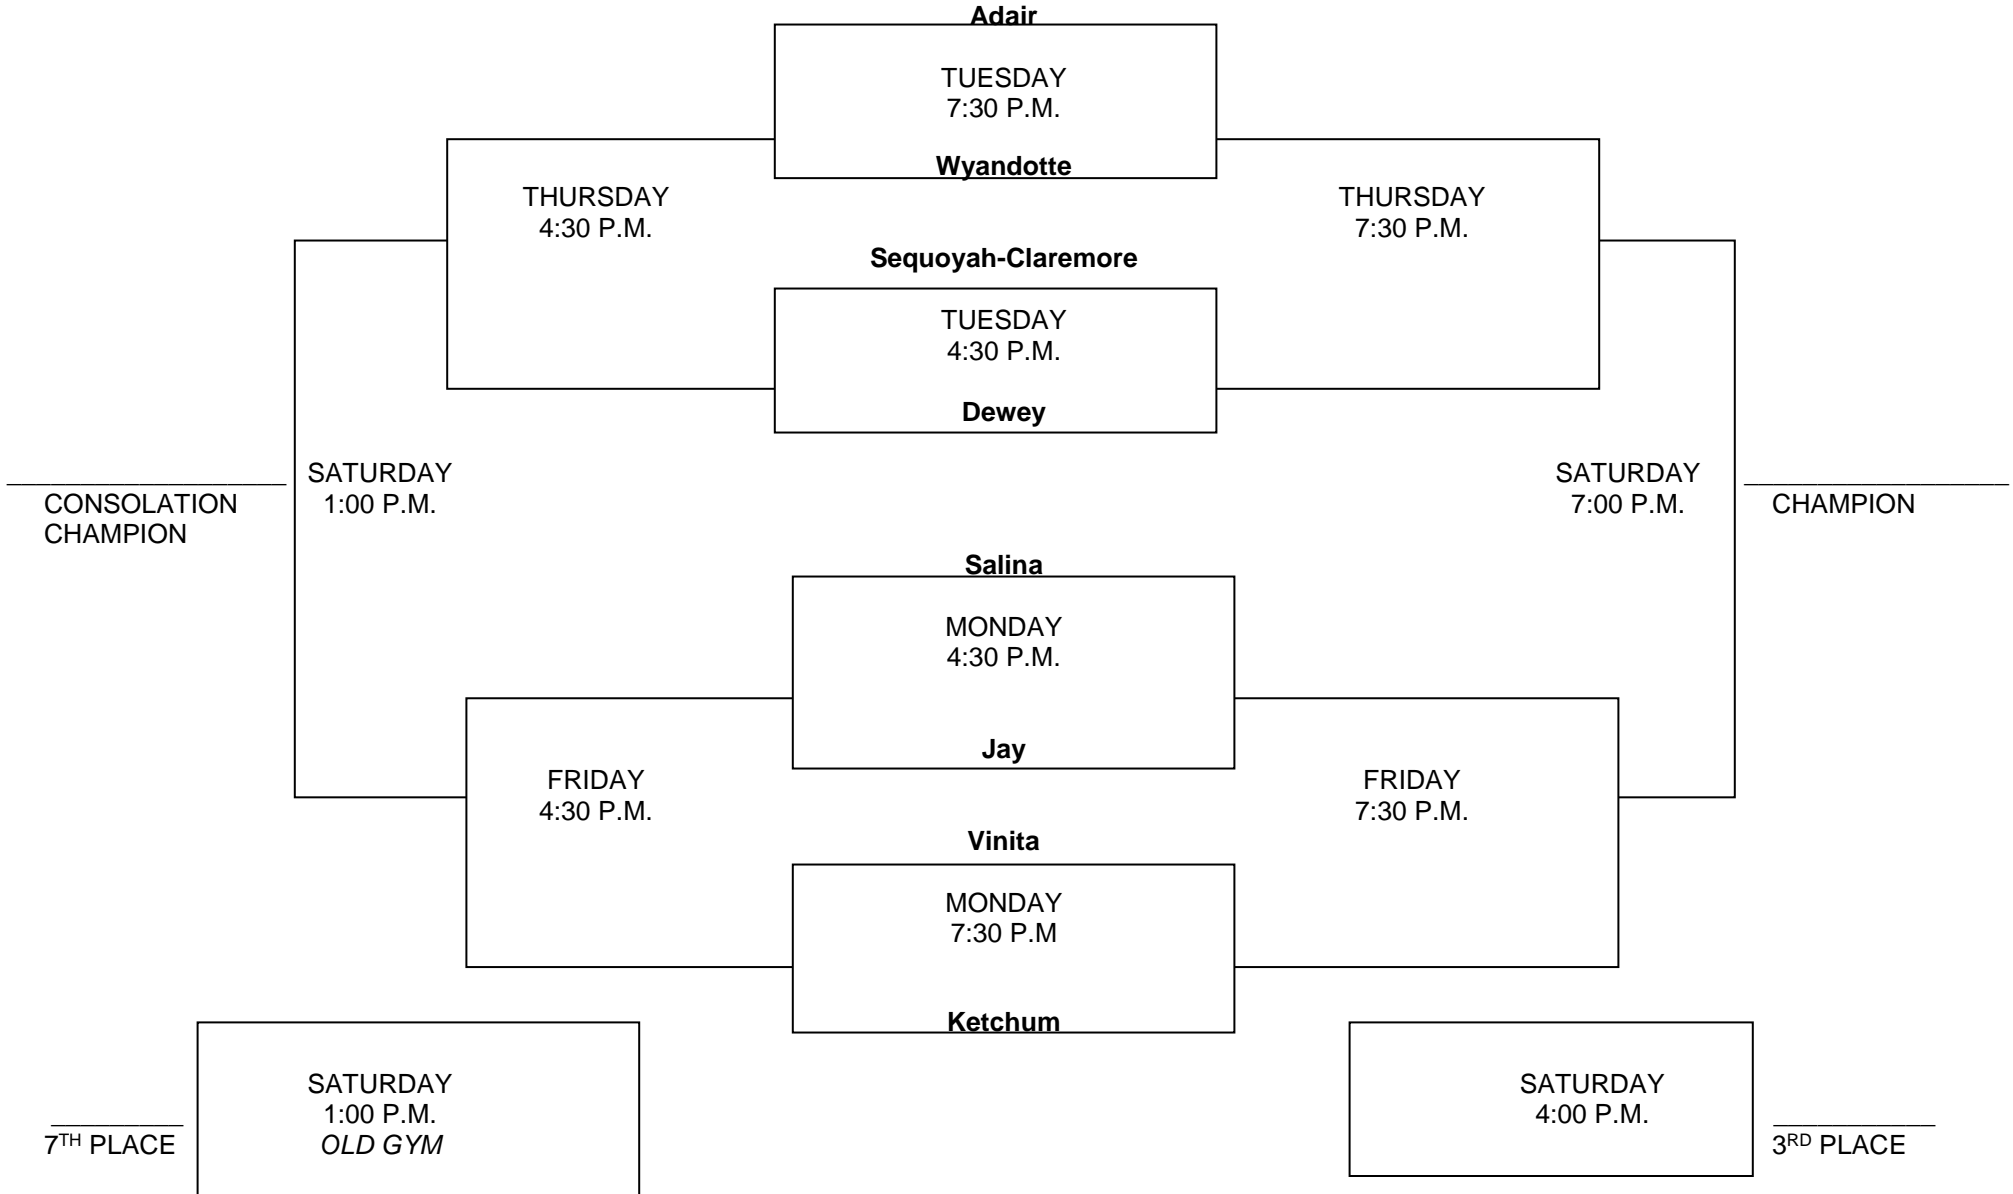 Adair
TUESDAY
7:30 P.M.
Wyandotte
THURSDAY
4:30 P.M.
THURSDAY
7:30 P.M.
Sequoyah-Claremore
TUESDAY
4:30 P.M.
Dewey
SATURDAY
1:00 P.M.
CONSOLATION
CHAMPION
SATURDAY
7:00 P.M.
CHAMPION
Salina
MONDAY
4:30 P.M.
Jay
FRIDAY
4:30 P.M.
FRIDAY
7:30 P.M.
Vinita
MONDAY
7:30 P.M
Ketchum
SATURDAY
1:00 P.M.
OLD GYM
7TH PLACE
SATURDAY
4:00 P.M.
3RD PLACE